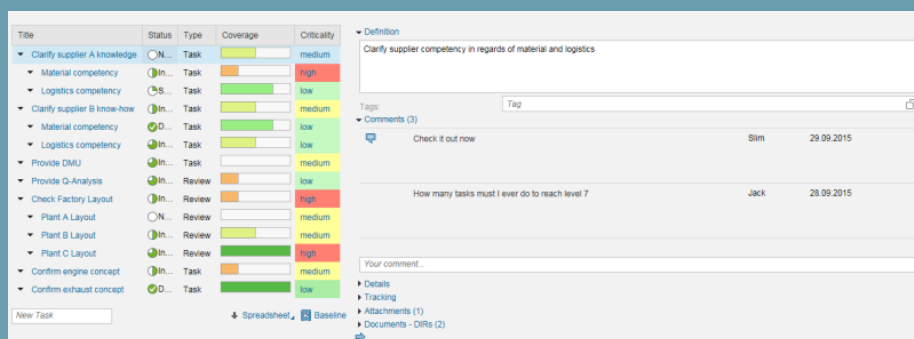 Title Status Type Coverage Criticality
Clarify supplier A knowledge N... Task medium
Material competency In... Task high
Logistics competency S... Task low
Clarify supplier B know-how In... Task medium
Material competency D... Task low
Logistics competency In... Task low
Provide DMU In... Task medium
Provide Q-Analysis In... Review low
Check Factory Layout In... Review high
Plant A Layout N... Review medium
Plant B Layout In... Review medium
Plant C Layout In... Review high
Confirm engine concept In... Task medium
Confirm exhaust concept D... Task low
New Task Spreadsheet Baseline
Definition
Clarify supplier competency in regards of material and logistics
Tags: Tag
Comments (3)
Check it out now Slim 29.09.2015
How many tasks must I ever do to reach level 7 Jack 28.09.2015
Your comment...
Details
Tracking
Attachments (1)
Documents - DIRs (2)